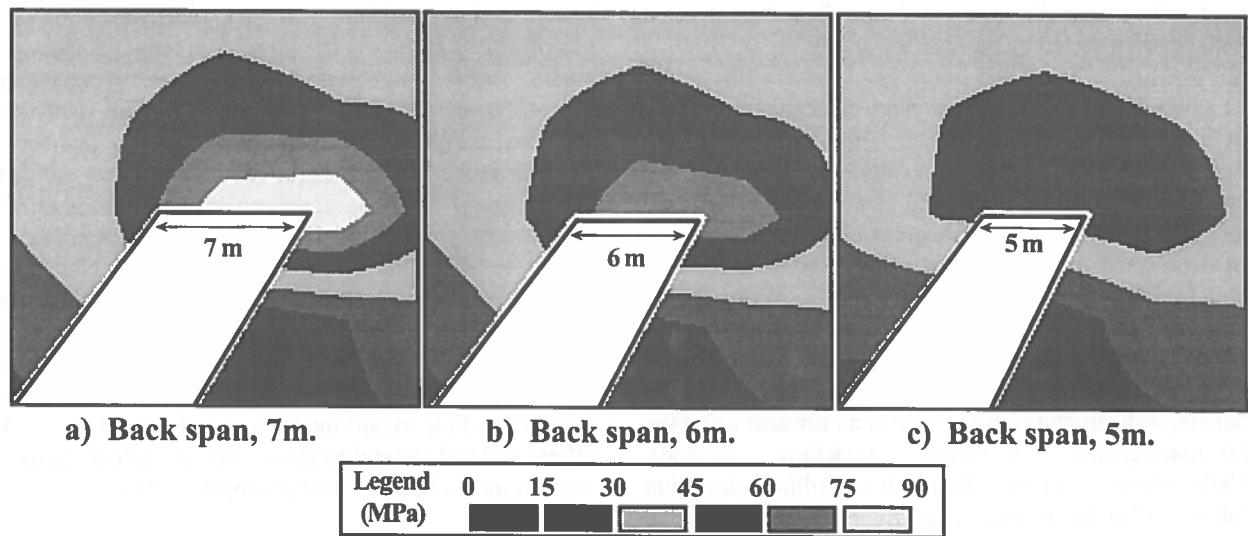 7 m
6 m
5 m
a) Back span, 7m.
b) Back span, 6m.
c) Back span, 5m.
Legend 0 15 30 45 60 75 90
(MPa)